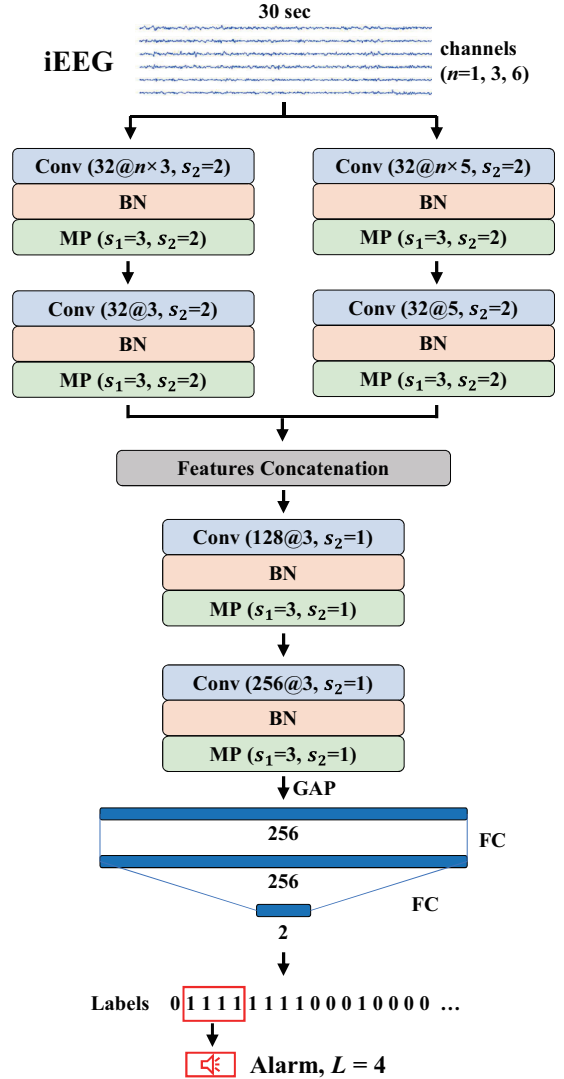 30 sec
iEEG
channels
(n=1, 3, 6)
Conv (32@n×3, s₂=2)
BN
MP (s₁=3, s₂=2)
Conv (32@n×5, s₂=2)
BN
MP (s₁=3, s₂=2)
Conv (32@3, s₂=2)
BN
MP (s₁=3, s₂=2)
Conv (32@5, s₂=2)
BN
MP (s₁=3, s₂=2)
Features Concatenation
Conv (128@3, s₂=1)
BN
MP (s₁=3, s₂=1)
Conv (256@3, s₂=1)
BN
MP (s₁=3, s₂=1)
GAP
256
FC
256
FC
2
Labels 0 1 1 1 1 1 1 1 1 0 0 0 1 0 0 0 0 ...
Alarm, L = 4